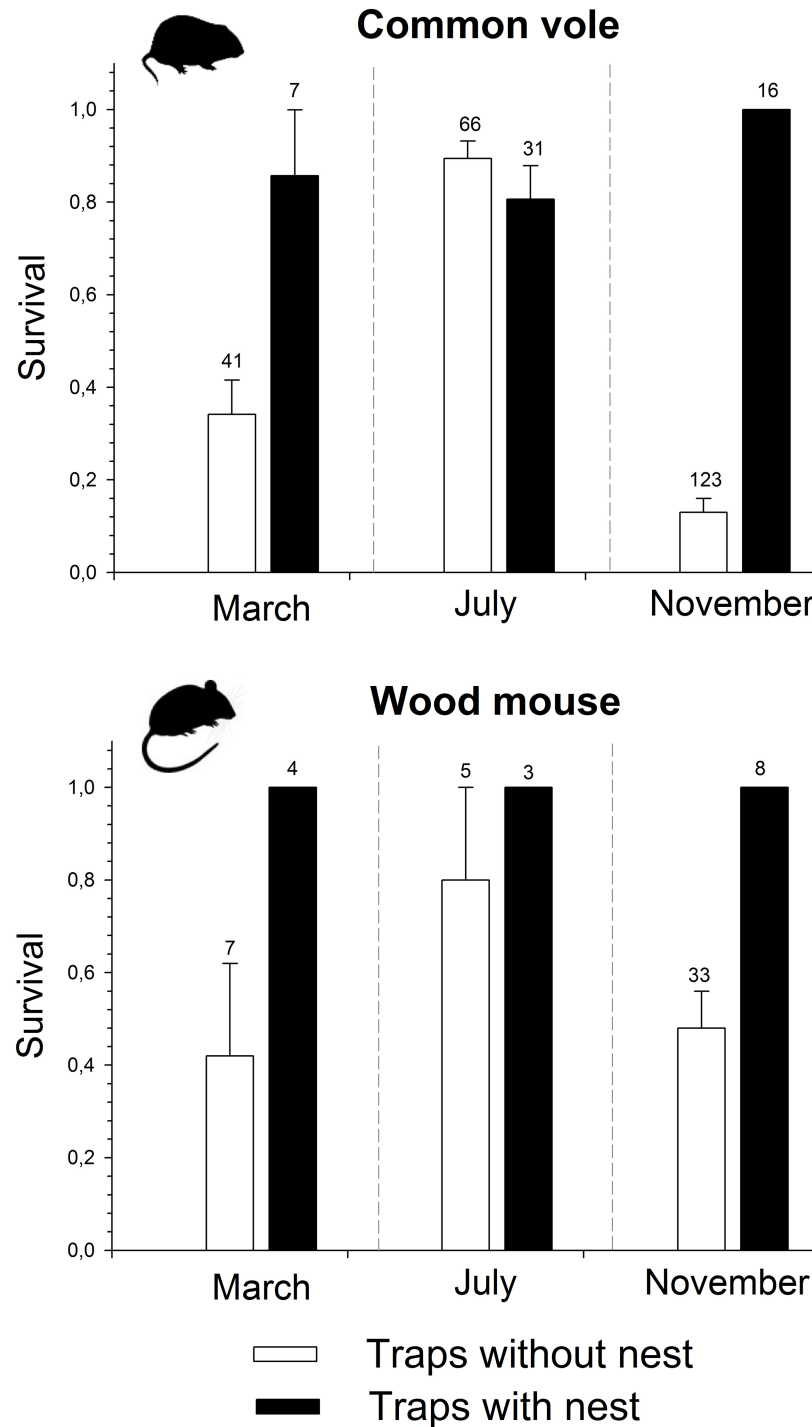 Common vole
7
66
31
16
41
123
1,0
0,8
0,6
0,4
0,2
0,0
Survival
March
July
November
Wood mouse
4
5
3
8
7
33
1,0
0,8
0,6
0,4
0,2
0,0
Survival
March
July
November
Traps without nest
Traps with nest